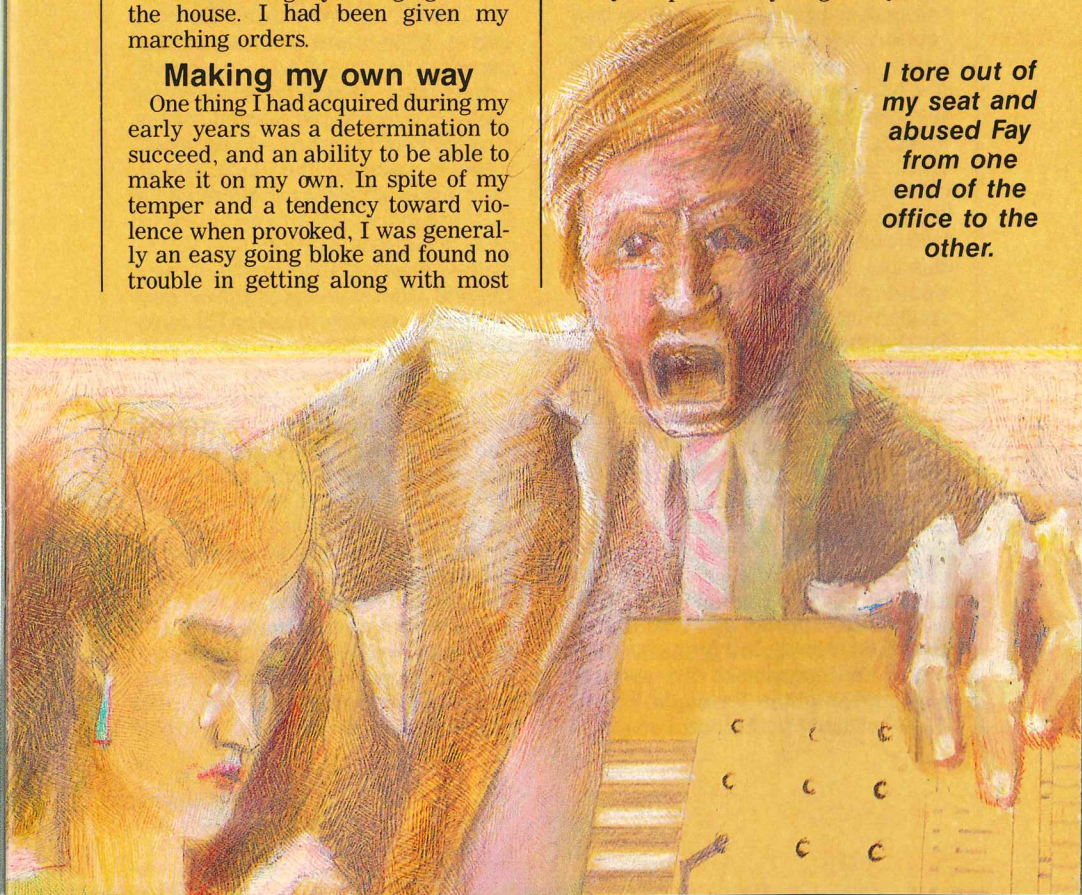 the house. I had been given my
marching orders.
Making my own way
One thing I had acquired during my
early years was a determination to
succeed, and an ability to be able to
make it on my own. In spite of my
temper and a tendency toward vio-
lence when provoked, I was general-
ly an easy going bloke and found no
trouble in getting along with most
I tore out of
my seat and
abused Fay
from one
end of the
office to the
other.